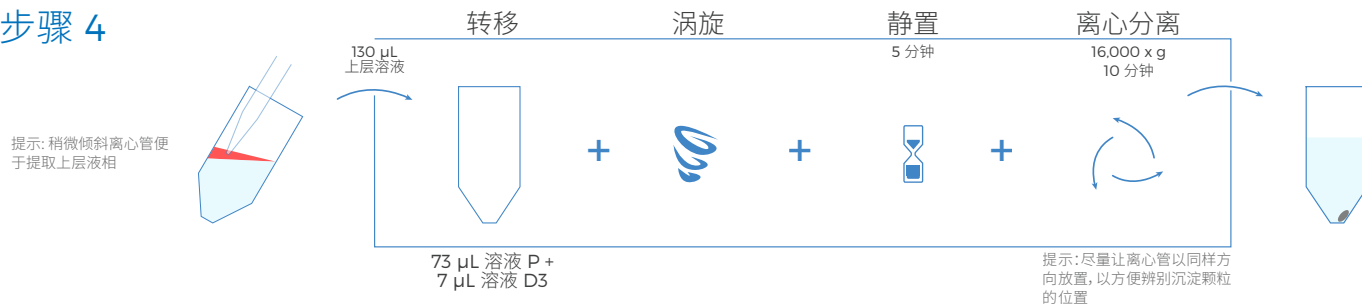 步骤 4
转移
涡旋
静置
离心分离
130 µL
上层溶液
5 分钟
16,000 x g
10 分钟
提示: 稍微倾斜离心管便
于提取上层液相
+
+
+
73 µL 溶液 P +
7 µL 溶液 D3
提示:尽量让离心管以同样方
向放置, 以方便辨别沉淀颗粒
的位置